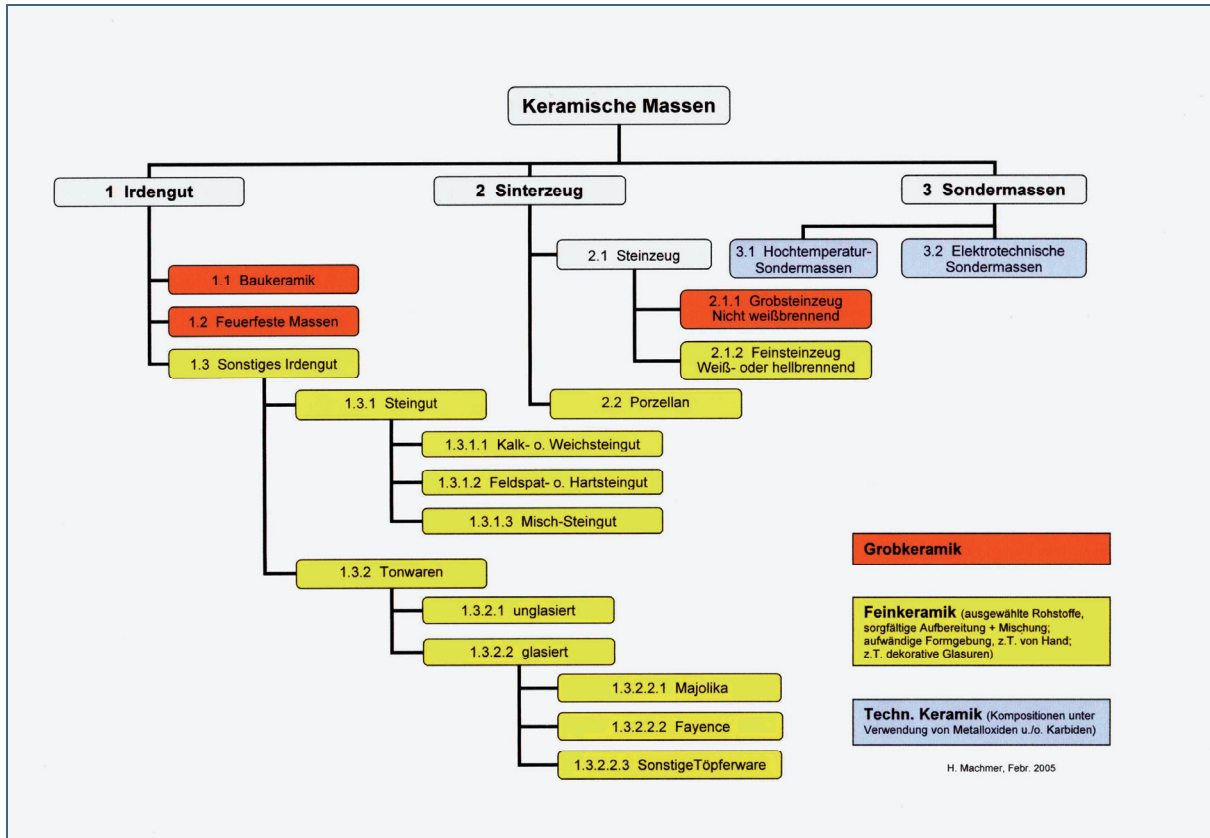 Keramische Massen
1 Irdengut
2 Sinterzeug
3 Sondermassen
2.1 Steinzeug
3.1 Hochtemperatur-
Sondermassen
3.2 Elektrotechnische
Sondermassen
1.1 Baukeramik
2.1.1 Grobsteinzeug
Nicht weißbrennend
1.2 Feuerfeste Massen
1.3 Sonstiges Irdengut
2.1.2 Feinsteinzeug
Weiß- oder hellbrennend
1.3.1 Steingut
2.2 Porzellan
1.3.1.1 Kalk- o. Weichsteingut
1.3.1.2 Feldspat- o. Hartsteingut
1.3.1.3 Misch-Steingut
1.3.2 Tonwaren
1.3.2.1 unglasiert
1.3.2.2 glasiert
1.3.2.2.1 Majolika
1.3.2.2.2 Fayence
1.3.2.2.3 SonstigeTöpferware
Grobkeramik
Feinkeramik (ausgewählte Rohstoffe,
sorgfältige Aufbereitung + Mischung;
aufwändige Formgebung, z.T. von Hand;
z.T. dekorative Glasuren)
Techn. Keramik (Kompositionen unter
Verwendung von Metalloxiden u./o. Karbiden)
H. Machmer, Febr. 2005